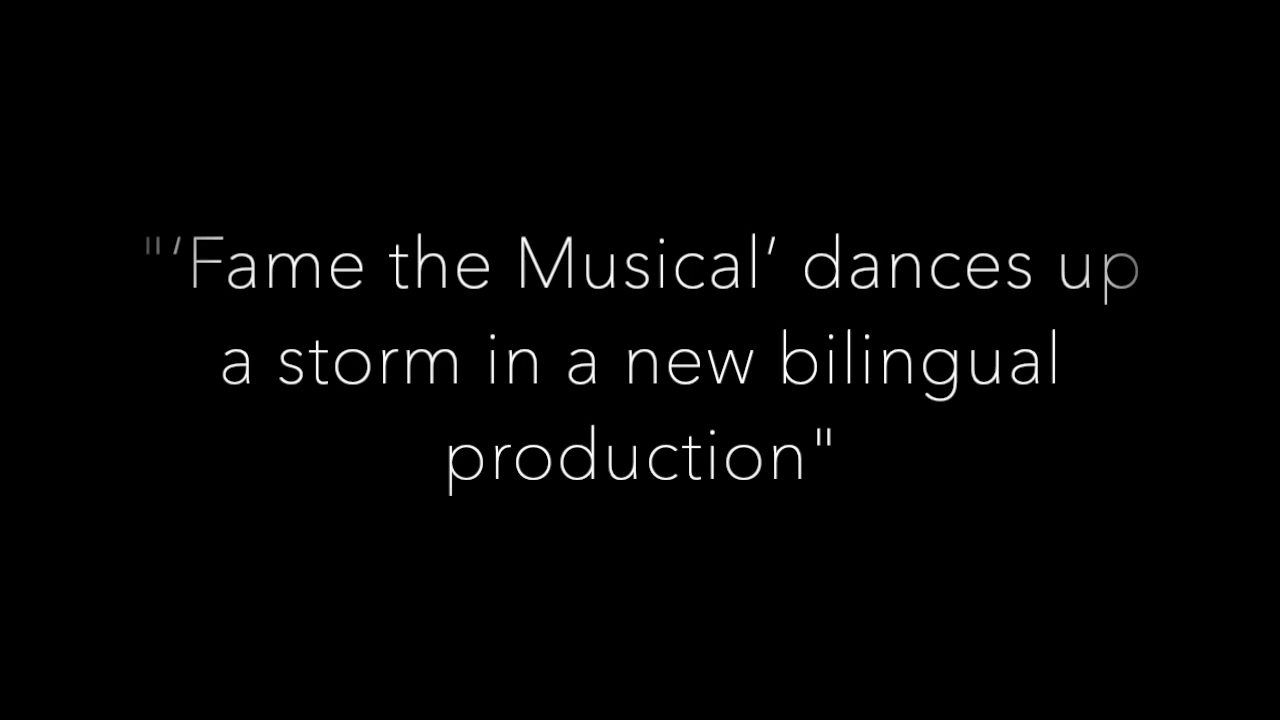 "‘Fame the Musical’ dances up
a storm in a new bilingual
production"